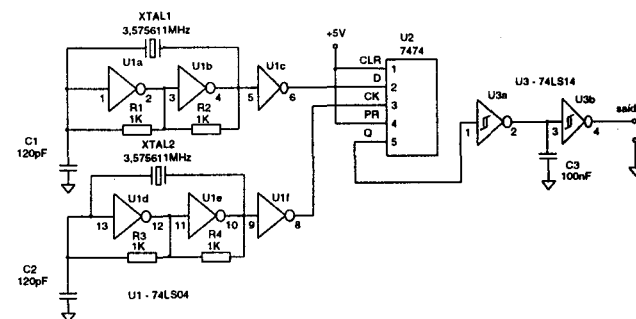 XTAL1
3,575611MHz
U1a
U1b
U1c
1
2
3
4
5
6
R1
1K
R2
1K
C1
120pF
+5V
U2
7474
CLR
1
D
2
CK
3
PR
4
Q
5
U3 - 74LS14
U3a
U3b
1
2
3
4
saíd
C3
100nF
XTAL2
3,575611MHz
U1d
U1e
U1f
13
12
11
10
9
8
R3
1K
R4
1K
C2
120pF
U1 - 74LS04